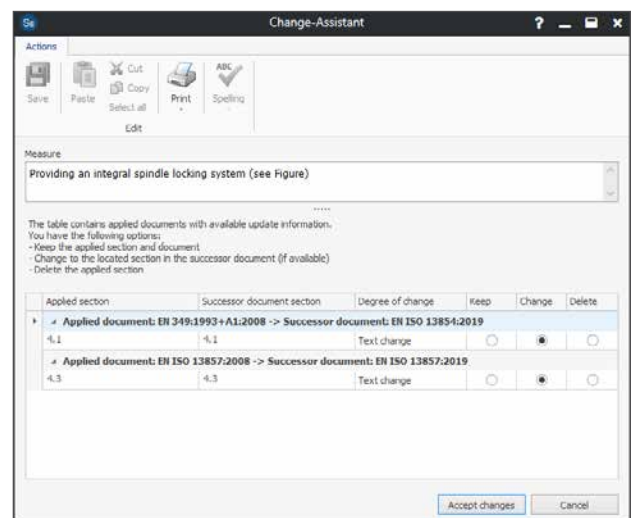 Se
Change-Assistant
Actions
Save
Paste
Cut
Copy
Select all
Print
ABC
Spelling
Edit
Measure
Providing an integral spindle locking system (see Figure)
The table contains applied documents with available update information.
You have the following options:
- Keep the applied section and document
- Change to the located section in the successor document (if available)
- Delete the applied section
Applied section Successor document section Degree of change Keep Change Delete
Applied document: EN 349:1993+A1:2008 -> Successor document: EN ISO 13854:2019
4.1 4.1 Text change
Applied document: EN ISO 13857:2008 -> Successor document: EN ISO 13857:2019
4.3 4.3 Text change
Accept changes Cancel